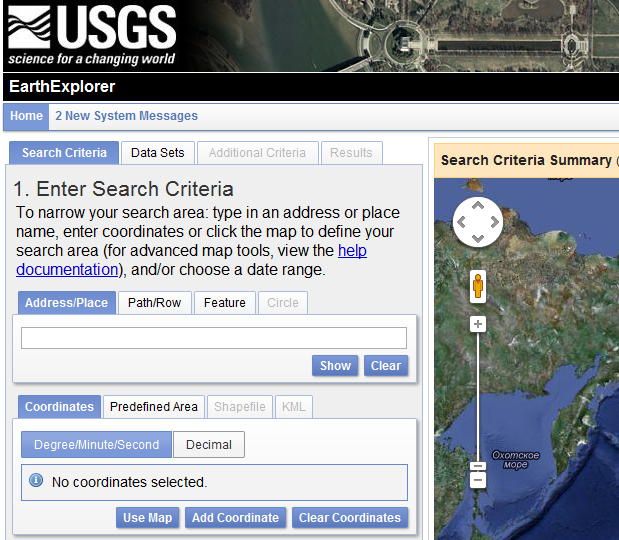 USGS
science for a changing world
EarthExplorer
Home 2 New System Messages
Search Criteria Data Sets Additional Criteria Results
1. Enter Search Criteria
To narrow your search area: type in an address or place
name, enter coordinates or click the map to define your
search area (for advanced map tools, view the help
documentation), and/or choose a date range.
Address/Place Path/Row Feature Circle
Show Clear
Coordinates Predefined Area Shapefile KML
Degree/Minute/Second Decimal
No coordinates selected.
Use Map Add Coordinate Clear Coordinates
Search Criteria Summary (
Охотское
море